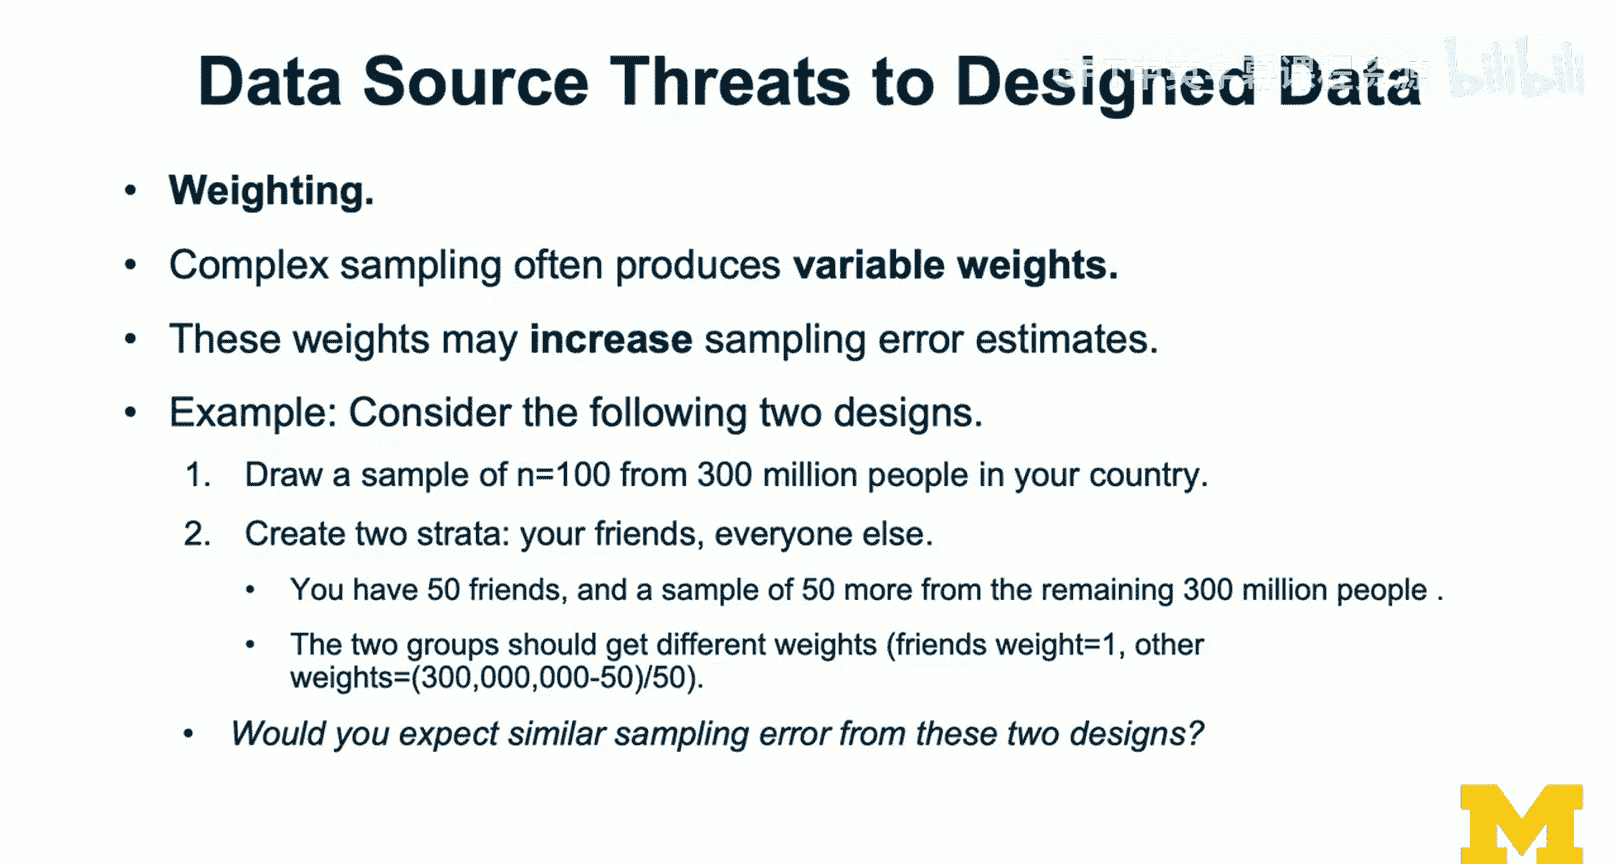 Data Source Threats to Designed Data
bilibili
• Weighting.
• Complex sampling often produces variable weights.
• These weights may increase sampling error estimates.
• Example: Consider the following two designs.
1. Draw a sample of n=100 from 300 million people in your country.
2. Create two strata: your friends, everyone else.
• You have 50 friends, and a sample of 50 more from the remaining 300 million people .
• The two groups should get different weights (friends weight=1, other
weights=(300,000,000-50)/50).
• Would you expect similar sampling error from these two designs?
M